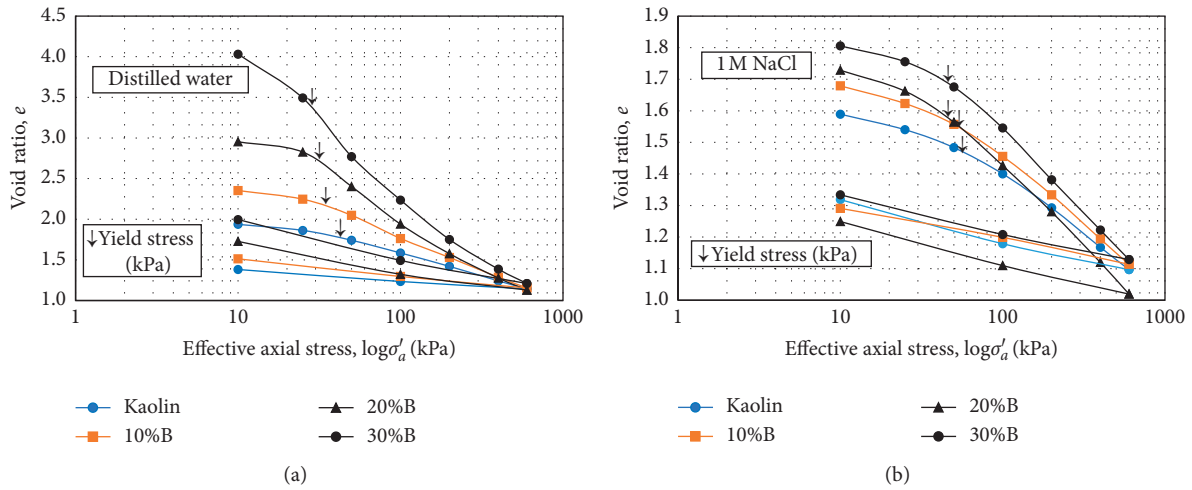 4.5
4.0
3.5
3.0
2.5
2.0
1.5
1.0
Void ratio, e
Distilled water
↓Yield stress
(kPa)
1
10
100
1000
Effective axial stress, logσ′a (kPa)
Kaolin
10%B
20%B
30%B
(a)
1.9
1.8
1.7
1.6
1.5
1.4
1.3
1.2
1.1
1.0
Void ratio, e
1 M NaCl
↓Yield stress (kPa)
1
10
100
1000
Effective axial stress, logσ′a (kPa)
Kaolin
10%B
20%B
30%B
(b)